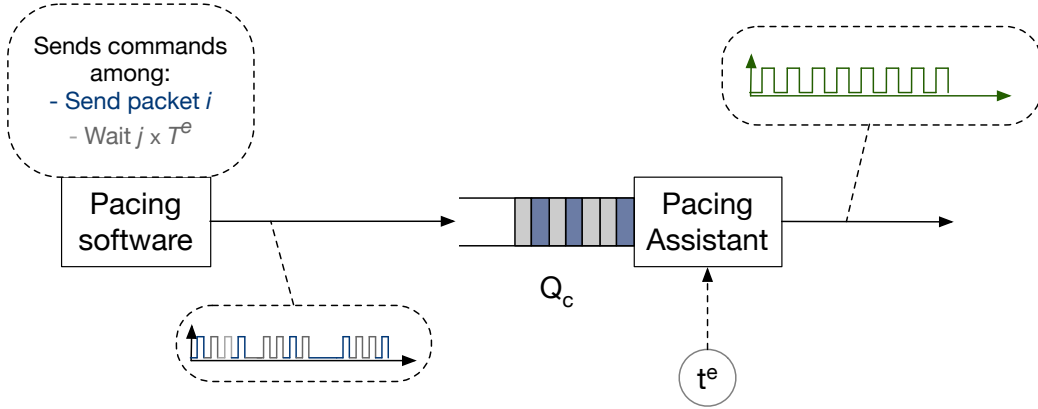 Sends commands
among:
- Send packet i
- Wait j x T^e
Pacing
software
Q_c
Pacing
Assistant
t^e